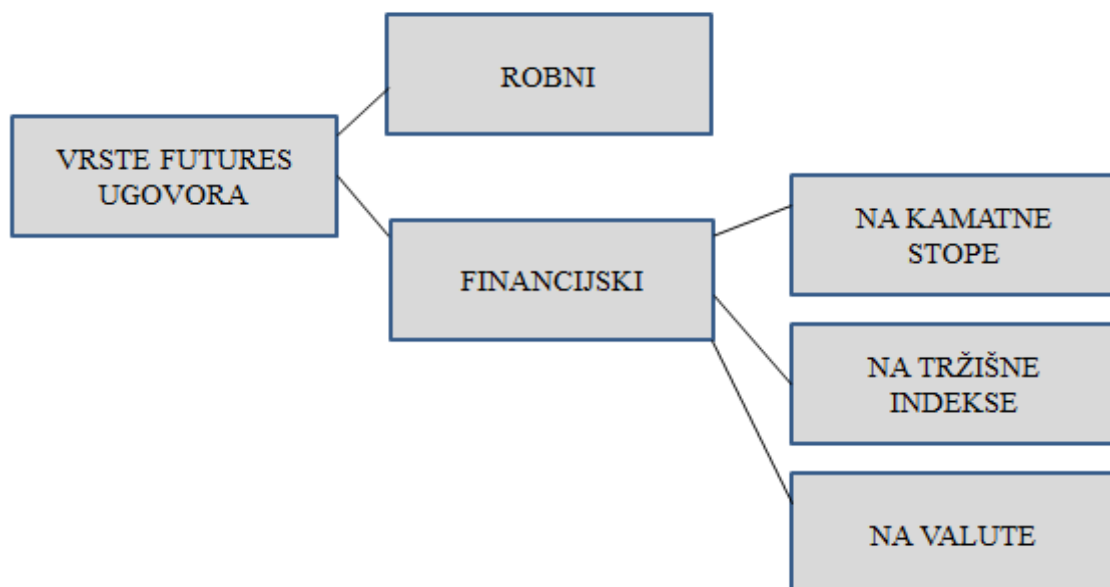 ROBNI
VRSTE FUTURES
UGOVORA
FINANCIJSKI
NA KAMATNE
STOPE
NA TRŽIŠNE
INDEKSE
NA VALUTE